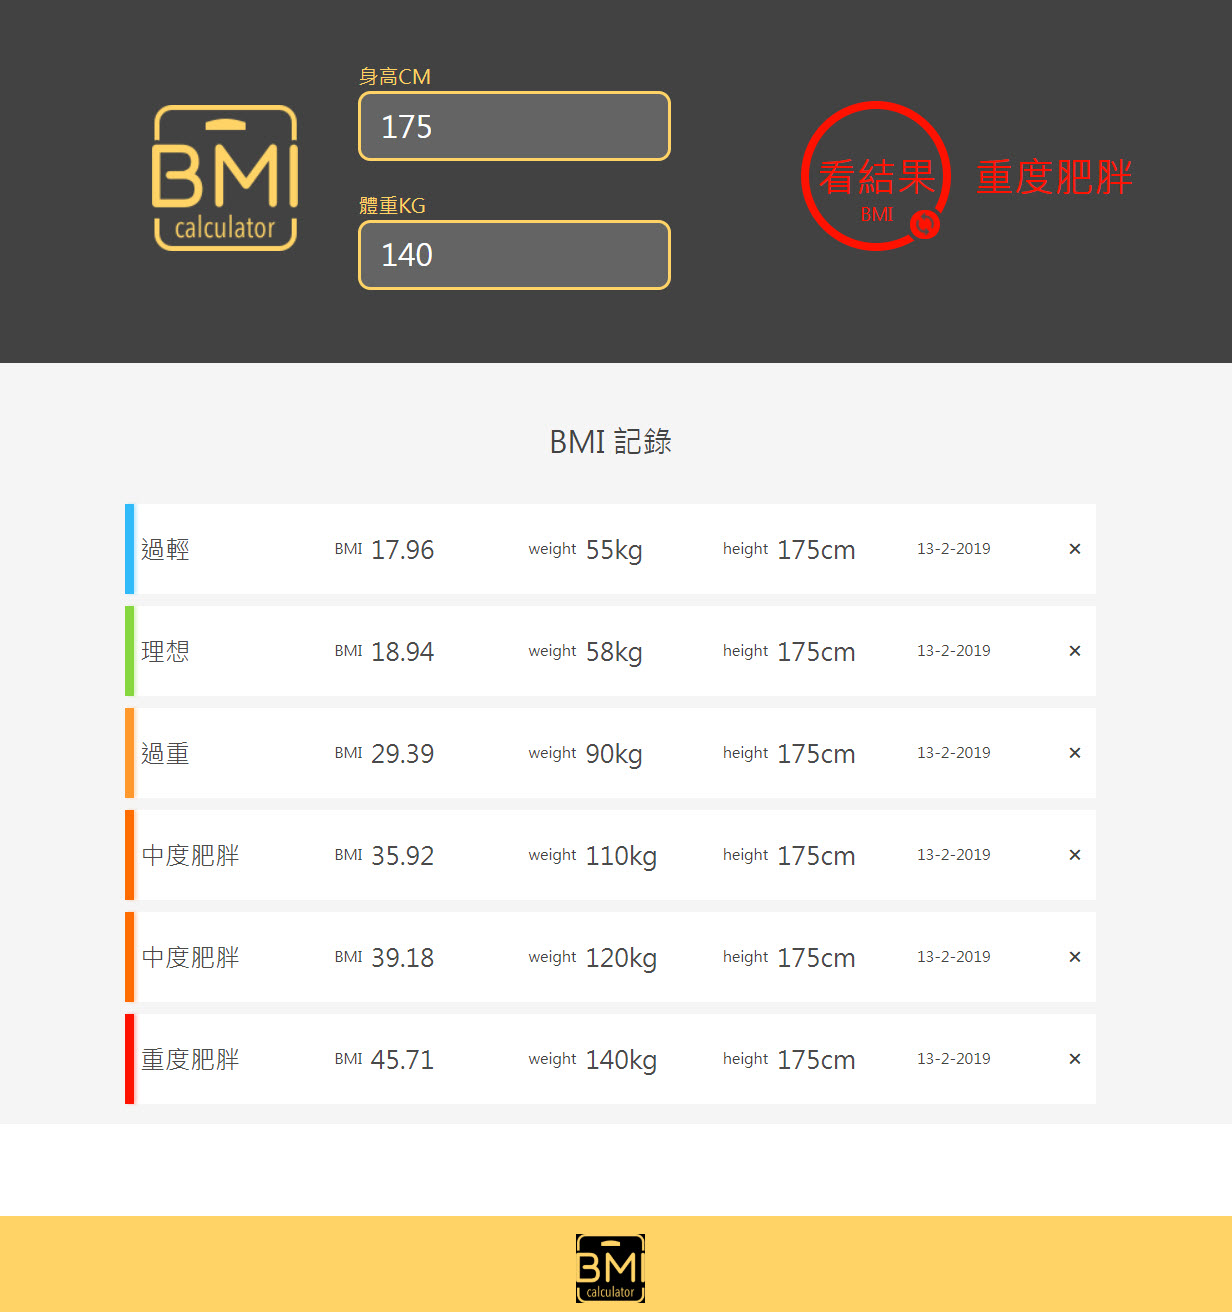 BMI
calculator
身高CM
175
體重KG
140
看結果
BMI
重度肥胖
BMI 記錄
過輕 BMI 17.96 weight 55kg height 175cm 13-2-2019 ✕
理想 BMI 18.94 weight 58kg height 175cm 13-2-2019 ✕
過重 BMI 29.39 weight 90kg height 175cm 13-2-2019 ✕
中度肥胖 BMI 35.92 weight 110kg height 175cm 13-2-2019 ✕
中度肥胖 BMI 39.18 weight 120kg height 175cm 13-2-2019 ✕
重度肥胖 BMI 45.71 weight 140kg height 175cm 13-2-2019 ✕
BMI
calculator